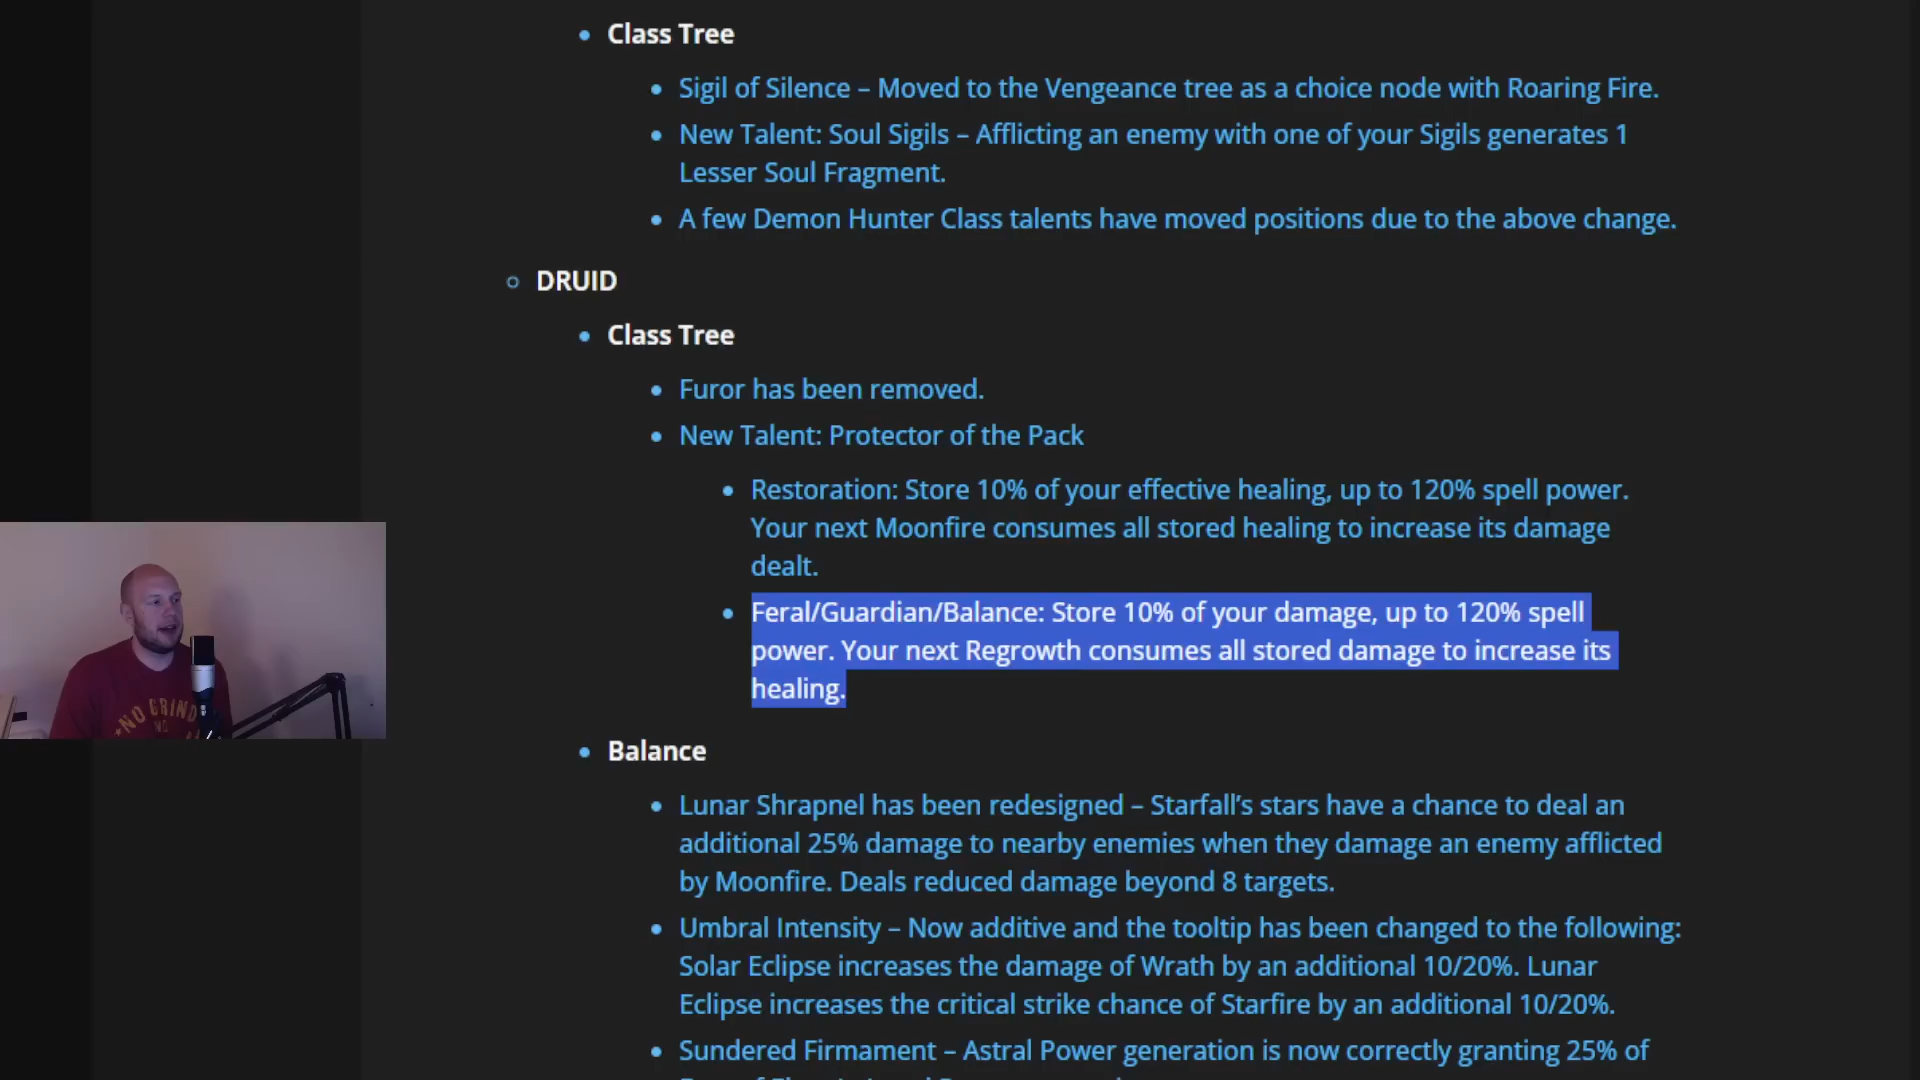 Class Tree
Sigil of Silence – Moved to the Vengeance tree as a choice node with Roaring Fire.
New Talent: Soul Sigils – Afflicting an enemy with one of your Sigils generates 1
Lesser Soul Fragment.
A few Demon Hunter Class talents have moved positions due to the above change.
DRUID
Class Tree
Furor has been removed.
New Talent: Protector of the Pack
Restoration: Store 10% of your effective healing, up to 120% spell power.
Your next Moonfire consumes all stored healing to increase its damage
dealt.
Feral/Guardian/Balance: Store 10% of your damage, up to 120% spell
power. Your next Regrowth consumes all stored damage to increase its
healing.
NO GRIND
NO
Balance
Lunar Shrapnel has been redesigned – Starfall’s stars have a chance to deal an
additional 25% damage to nearby enemies when they damage an enemy afflicted
by Moonfire. Deals reduced damage beyond 8 targets.
Umbral Intensity – Now additive and the tooltip has been changed to the following:
Solar Eclipse increases the damage of Wrath by an additional 10/20%. Lunar
Eclipse increases the critical strike chance of Starfire by an additional 10/20%.
Sundered Firmament – Astral Power generation is now correctly granting 25% of